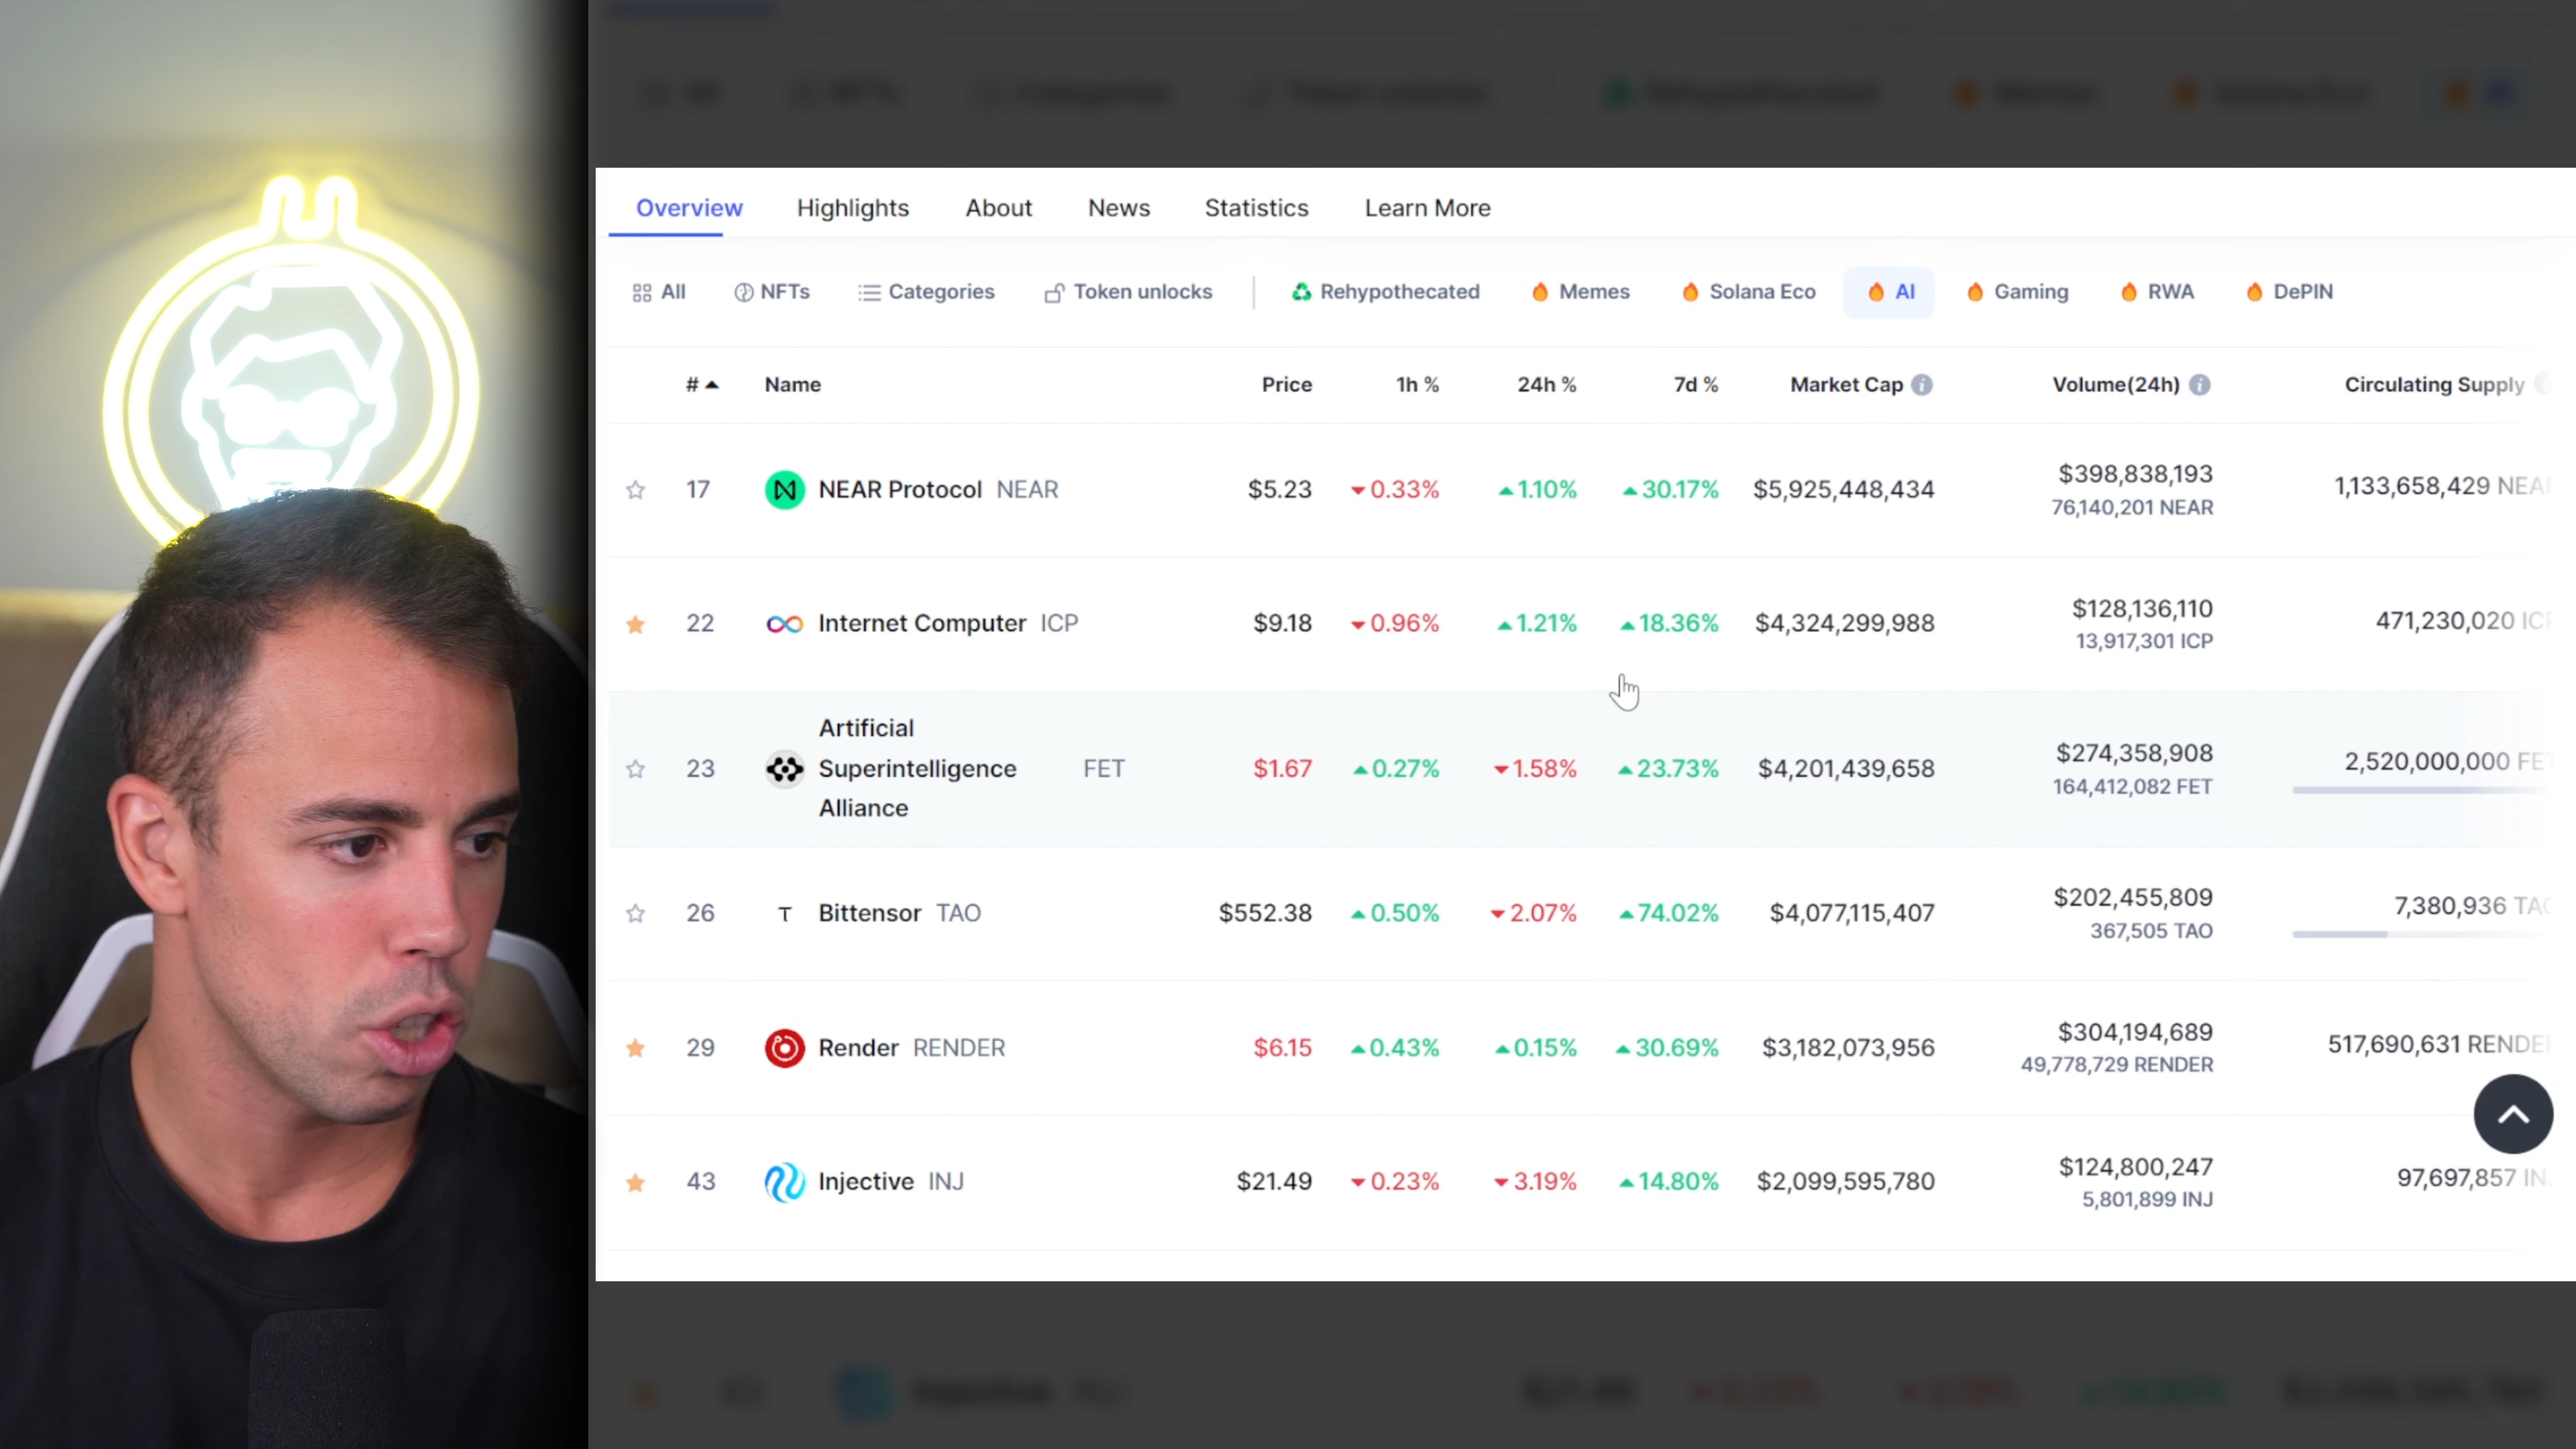 Overview Highlights About News Statistics Learn More
All NFTs Categories Token unlocks Rehypothecated Memes Solana Eco AI Gaming RWA DePIN
# Name Price 1h % 24h % 7d % Market Cap Volume(24h) Circulating Supply
17 NEAR Protocol NEAR $5.23 0.33% 1.10% 30.17% $5,925,448,434 $398,838,193 1,133,658,429 NEAR
76,140,201 NEAR
22 Internet Computer ICP $9.18 0.96% 1.21% 18.36% $4,324,299,988 $128,136,110 471,230,020 ICP
13,917,301 ICP
Artificial
23 Superintelligence FET $1.67 0.27% 1.58% 23.73% $4,201,439,658 $274,358,908 2,520,000,000 FET
Alliance 164,412,082 FET
26 T Bittensor TAO $552.38 0.50% 2.07% 74.02% $4,077,115,407 $202,455,809 7,380,936 TAO
367,505 TAO
29 Render RENDER $6.15 0.43% 0.15% 30.69% $3,182,073,956 $304,194,689 517,690,631 RENDER
49,778,729 RENDER
43 Injective INJ $21.49 0.23% 3.19% 14.80% $2,099,595,780 $124,800,247 97,697,857 IN
5,801,899 INJ